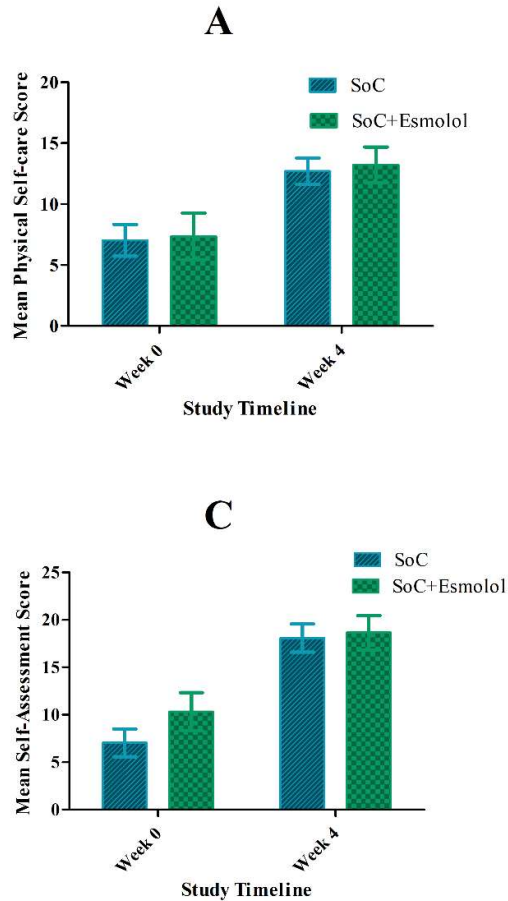 A
SoC
SoC+Esmolol
Mean Physical Self-care Score
20
15
10
5
0
Week 0
Week 4
Study Timeline
C
SoC
SoC+Esmolol
Mean Self-Assessment Score
25
20
15
10
5
0
Week 0
Week 4
Study Timeline